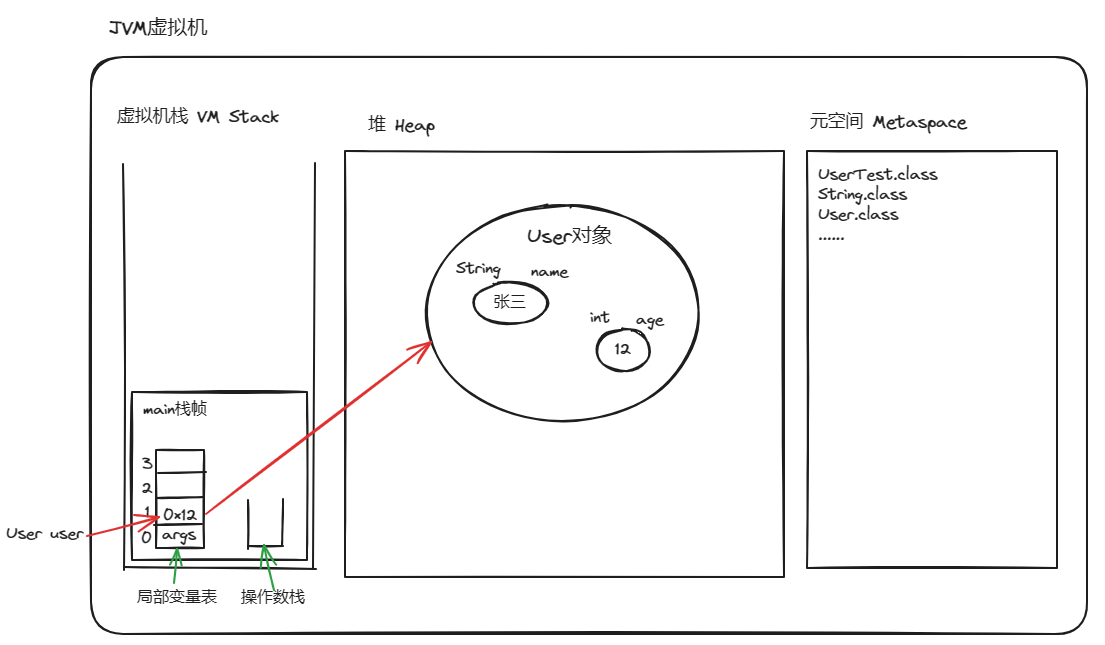 JVM虚拟机
虚拟机栈 VM Stack
堆 Heap
元空间 Metaspace
UserTest.class
String.class
User.class
......
User对象
String name
张三
int age
12
main栈帧
3
2
1 0x12
0 args
User user
局部变量表
操作数栈